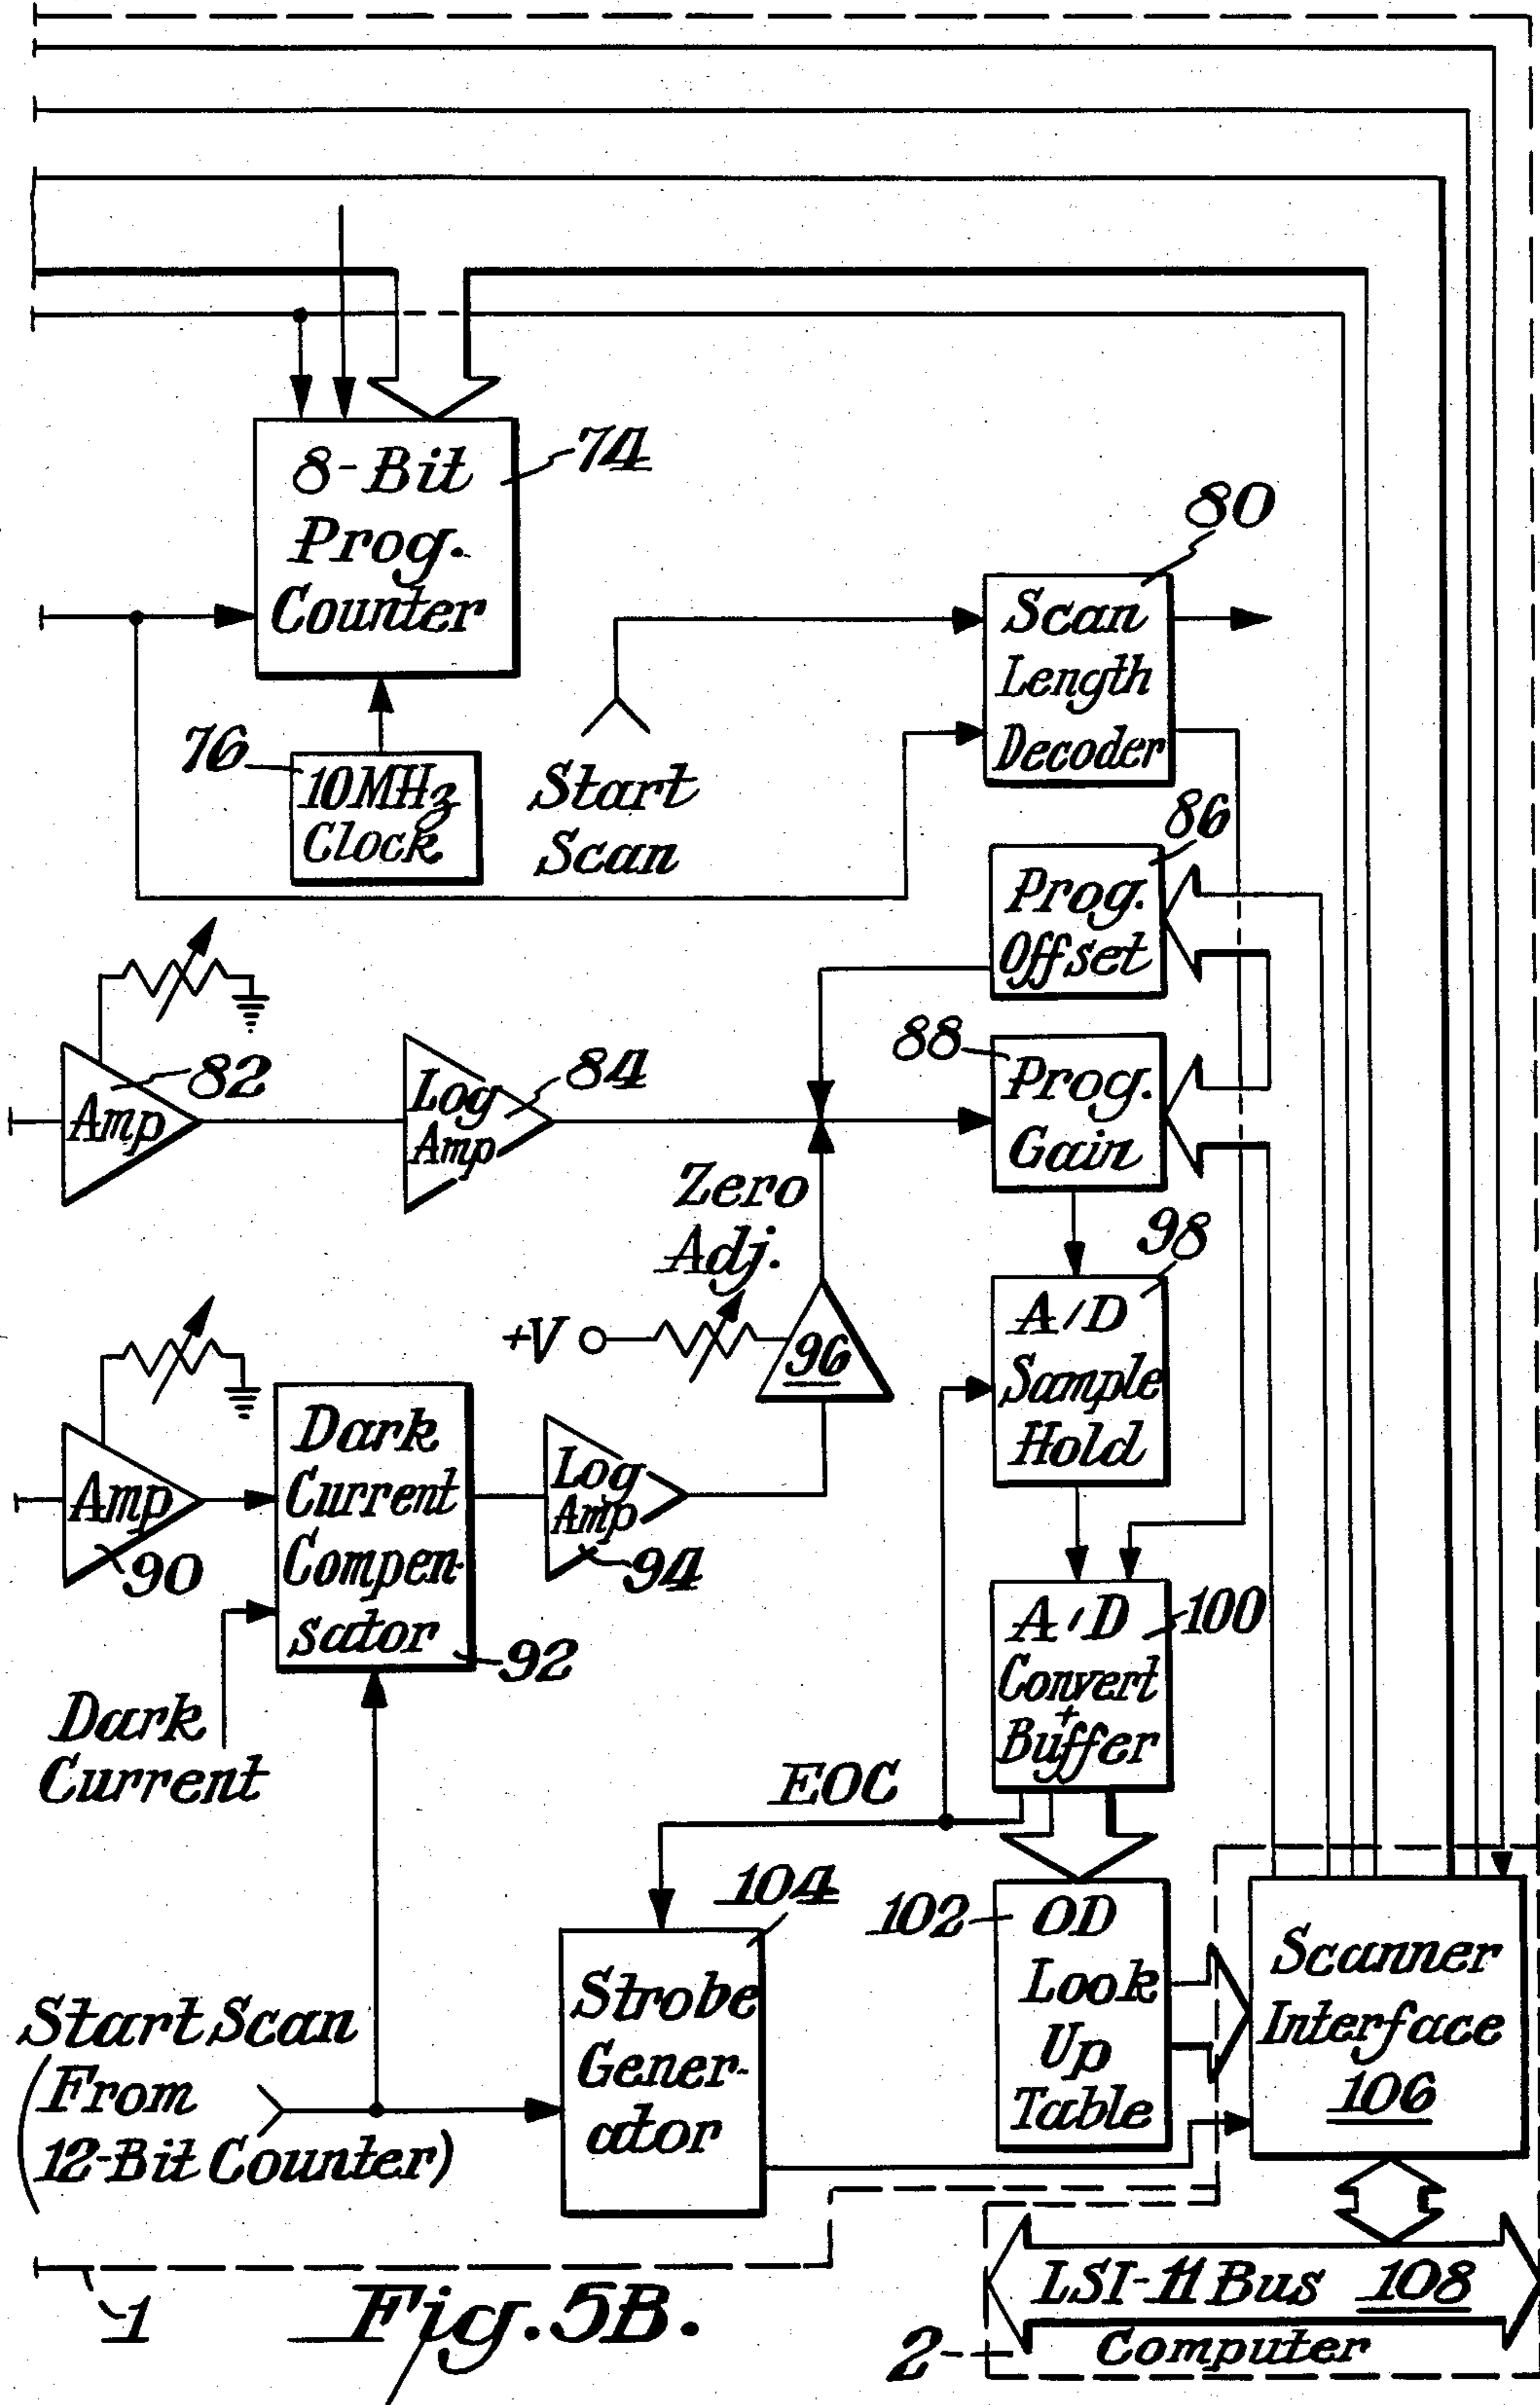 8-Bit
Prog.
Counter
74
80
Scan
Length
Decoder
76
10MHz
Clock
Start
Scan
86
Prog.
Offset
82
Amp
Log
Amp
84
88
Prog.
Gain
Zero
Adj.
98
+V
96
A/D
Sample
Hold
Amp
90
Dark
Current
Compen-
sator
92
Log
Amp
94
A/D
Convert
+
Buffer
100
Dark
Current
EOC
104
102
OD
Look
Up
Table
Strobe
Gener-
ator
Scanner
Interface
106
Start Scan
(From
12-Bit Counter)
1
Fig. 5B.
LSI-11 Bus 108
2
Computer